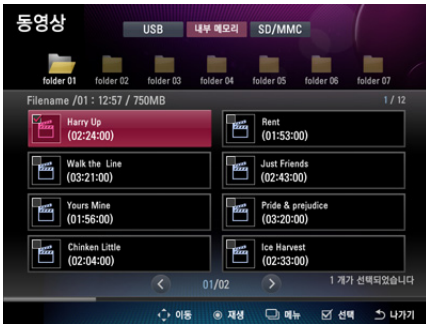 동영상
USB 내부 메모리 SD/MMC
folder 01 folder 02 folder 03 folder 04 folder 05 folder 06 folder 07
Filename /01 : 12:57 / 750MB 1 / 12
Harry Up
(02:24:00)
Rent
(01:53:00)
Walk the Line
(03:21:00)
Just Friends
(02:43:00)
Yours Mine
(01:56:00)
Pride & prejudice
(03:20:00)
Chinken Little
(02:04:00)
Ice Harvest
(02:33:00)
01/02
1 개가 선택되었습니다
이동 재생 메뉴 선택 나가기